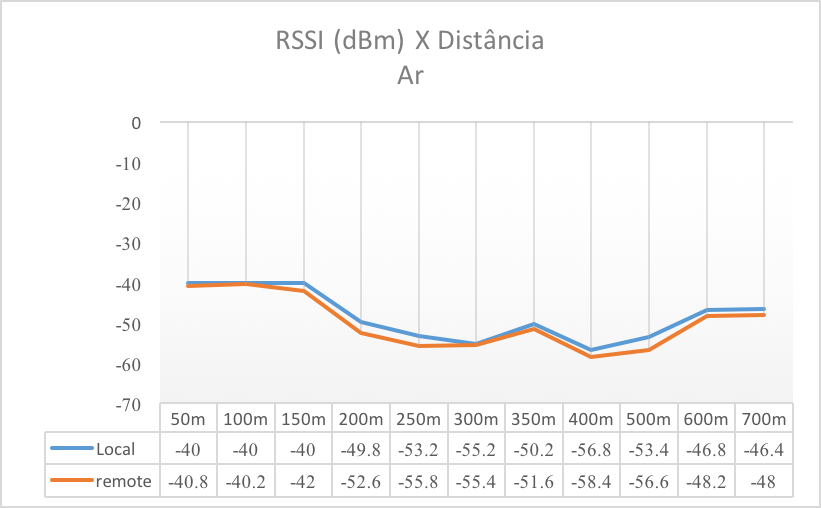 RSSI (dBm) X Distância
Ar
0
-10
-20
-30
-40
-50
-60
-70
50m 100m 150m 200m 250m 300m 350m 400m 500m 600m 700m
Local -40 -40 -40 -49.8 -53.2 -55.2 -50.2 -56.8 -53.4 -46.8 -46.4
remote -40.8 -40.2 -42 -52.6 -55.8 -55.4 -51.6 -58.4 -56.6 -48.2 -48